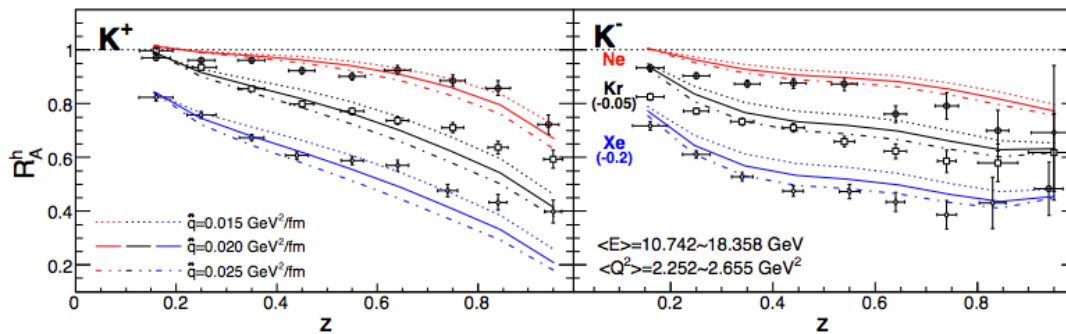 K+
K-
1
0.8
0.6
0.4
0.2
R_A^h
q̂=0.015 GeV²/fm
q̂=0.020 GeV²/fm
q̂=0.025 GeV²/fm
Ne
Kr
(-0.05)
Xe
(-0.2)
<E>=10.742~18.358 GeV
<Q²>=2.252~2.655 GeV²
0 0.2 0.4 0.6 0.8
0.2 0.4 0.6 0.8
z
z